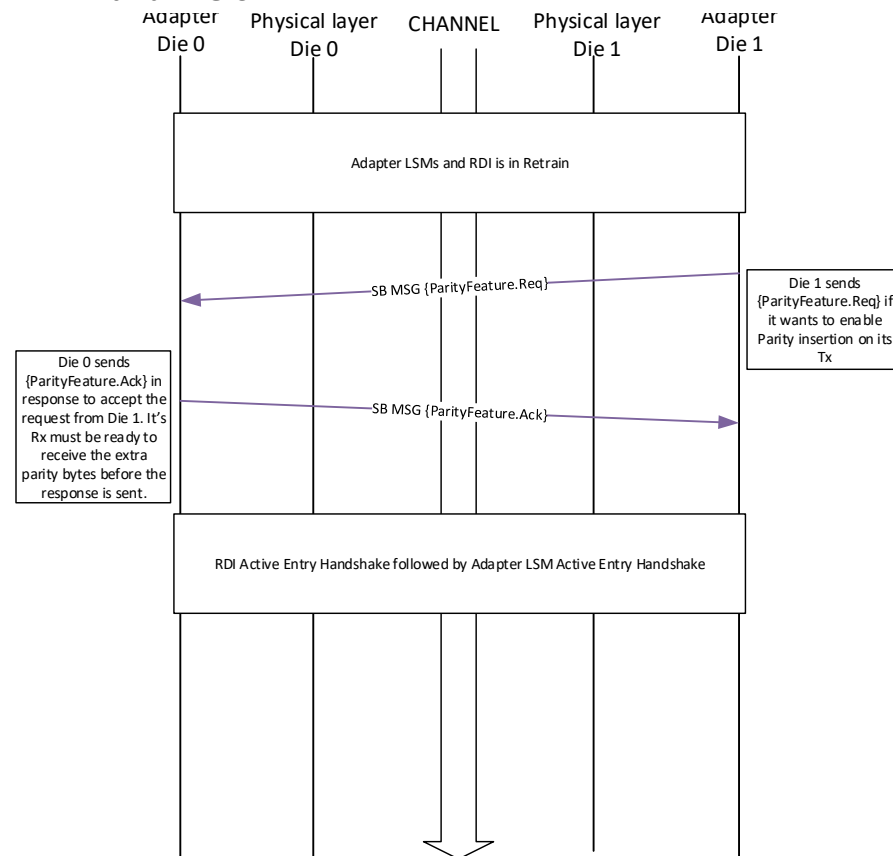 Adapter
Die 0
Physical layer
Die 0
CHANNEL
Physical layer
Die 1
Adapter
Die 1
Adapter LSMs and RDI is in Retrain
SB MSG {ParityFeature.Req}
Die 1 sends
{ParityFeature.Req} if
it wants to enable
Parity insertion on its
Tx
Die 0 sends
{ParityFeature.Ack} in
response to accept the
request from Die 1. It's
Rx must be ready to
receive the extra
parity bytes before the
response is sent.
SB MSG {ParityFeature.Ack}
RDI Active Entry Handshake followed by Adapter LSM Active Entry Handshake